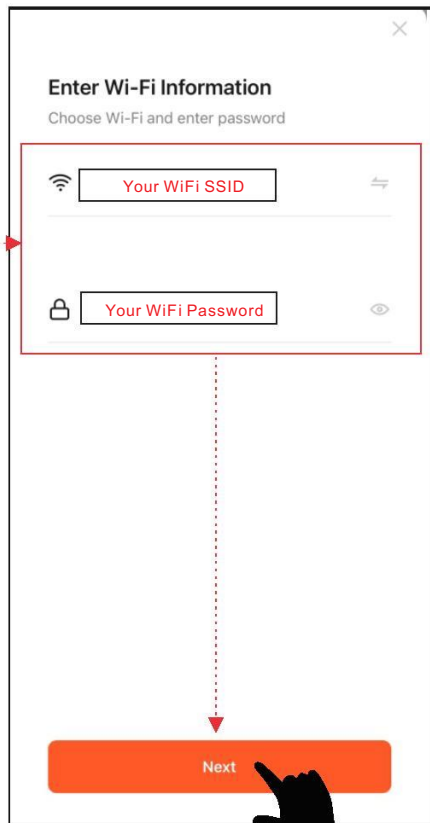 Enter Wi-Fi Information
Choose Wi-Fi and enter password
Your WiFi SSID
Your WiFi Password
Next